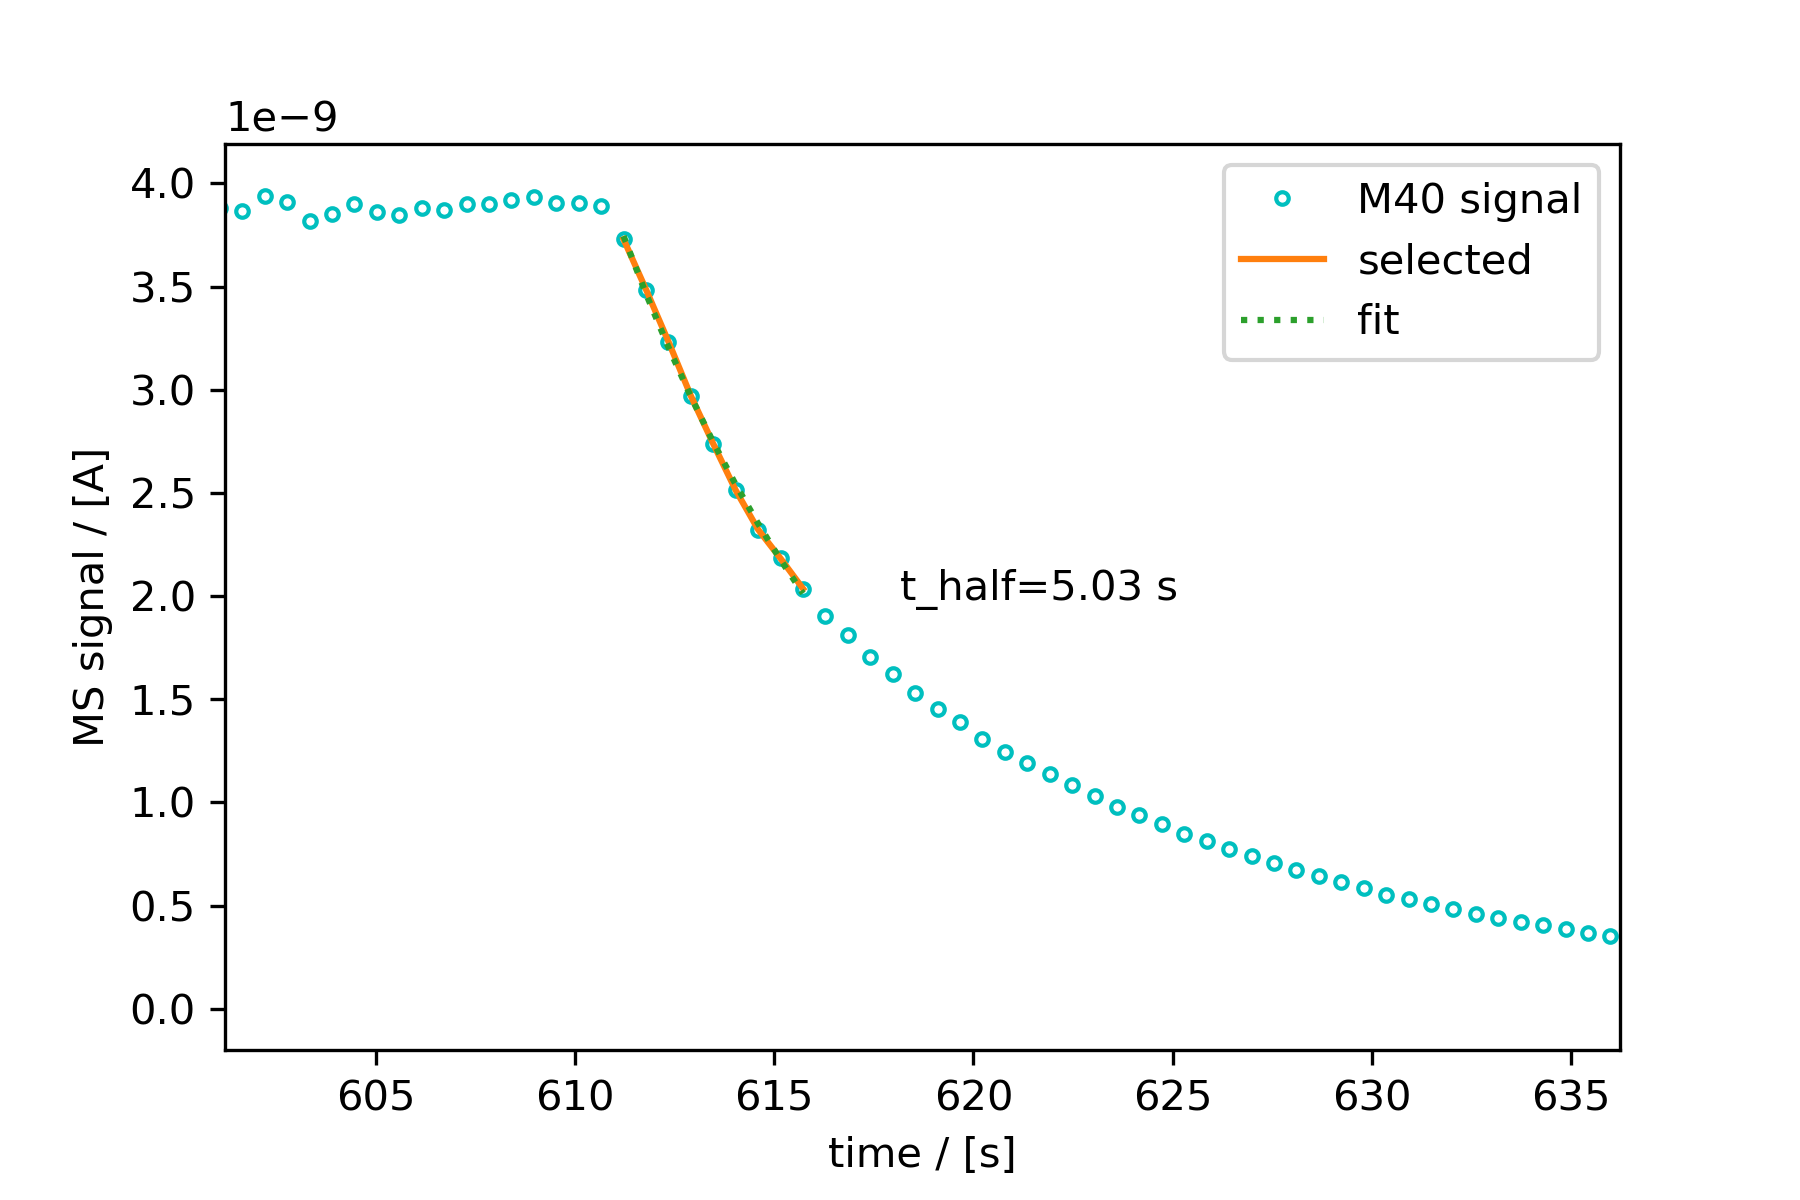 1e−9
4.0
3.5
3.0
2.5
2.0
1.5
1.0
0.5
0.0
MS signal / [A]
M40 signal
selected
fit
t_half=5.03 s
605 610 615 620 625 630 635
time / [s]